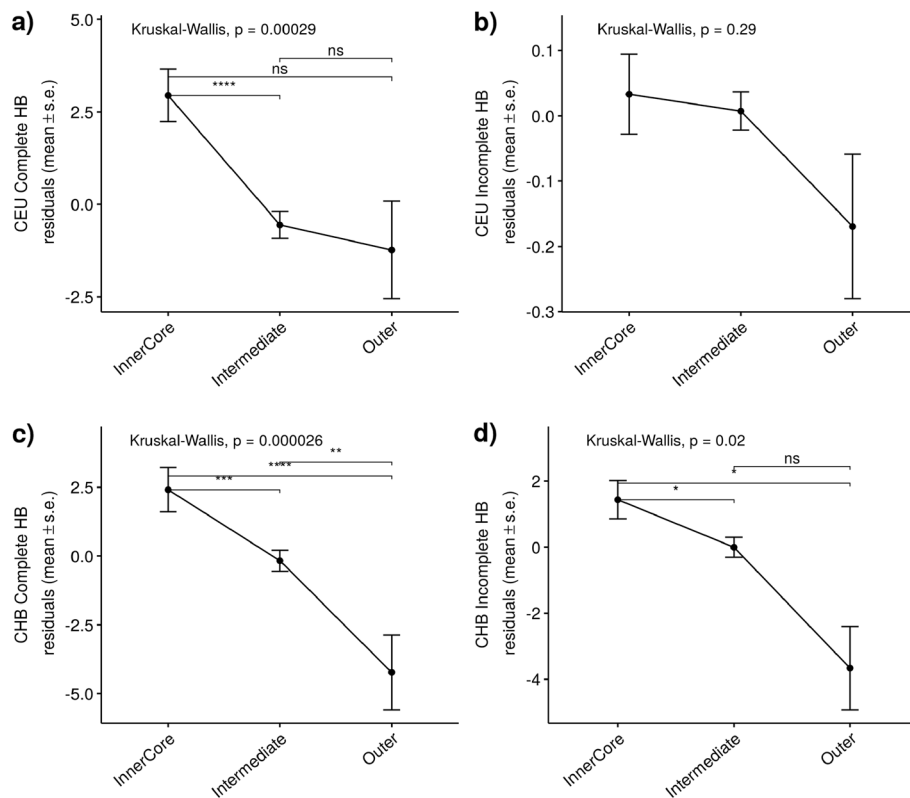 a)
Kruskal-Wallis, p = 0.00029
ns
ns
****
5.0
2.5
0.0
-2.5
CEU Complete HB
residuals (mean ± s.e.)
InnerCore
Intermediate
Outer
b)
Kruskal-Wallis, p = 0.29
0.1
0.0
-0.1
-0.2
-0.3
CEU Incomplete HB
residuals (mean ± s.e.)
InnerCore
Intermediate
Outer
c)
Kruskal-Wallis, p = 0.000026
**
****
***
2.5
0.0
-2.5
-5.0
CHB Complete HB
residuals (mean ± s.e.)
InnerCore
Intermediate
Outer
d)
Kruskal-Wallis, p = 0.02
ns
*
*
2
0
-2
-4
CHB Incomplete HB
residuals (mean ± s.e.)
InnerCore
Intermediate
Outer